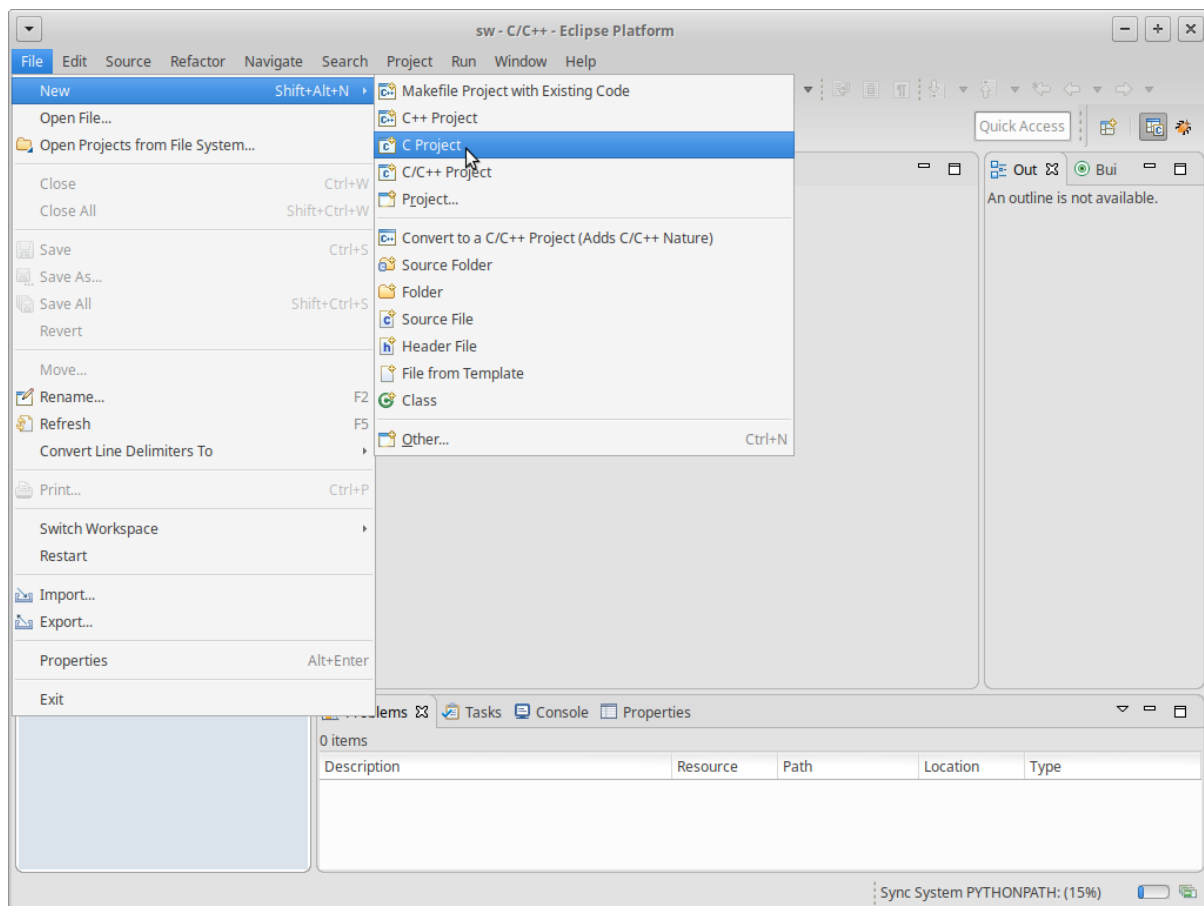 sw - C/C++ - Eclipse Platform
File Edit Source Refactor Navigate Search Project Run Window Help
New Shift+Alt+N
Open File...
Open Projects from File System...
Close Ctrl+W
Close All Shift+Ctrl+W
Save Ctrl+S
Save As...
Save All Shift+Ctrl+S
Revert
Move...
Rename... F2
Refresh F5
Convert Line Delimiters To
Print... Ctrl+P
Switch Workspace
Restart
Import...
Export...
Properties Alt+Enter
Exit
Makefile Project with Existing Code
C++ Project
C Project
C/C++ Project
Project...
Convert to a C/C++ Project (Adds C/C++ Nature)
Source Folder
Folder
Source File
Header File
File from Template
Class
Other... Ctrl+N
Quick Access
Out Bui
An outline is not available.
Tasks Console Properties
0 items
Description Resource Path Location Type
Sync System PYTHONPATH: (15%)